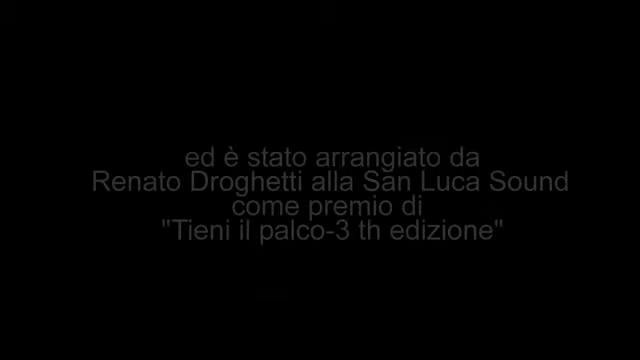 ed è stato arrangiato da
Renato Droghetti alla San Luca Sound
come premio di
"Tieni il palco-3 th edizione"